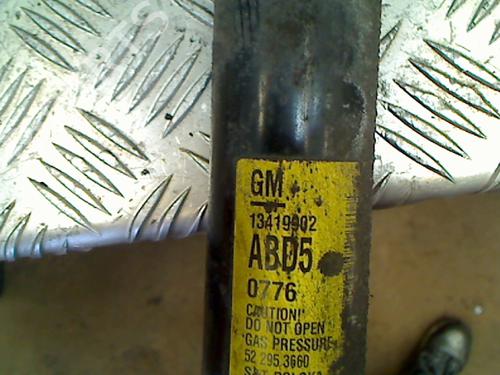 GM
13419902
ABD5
0776
CAUTION!
DO NOT OPEN
GAS PRESSURE
52 295 3660